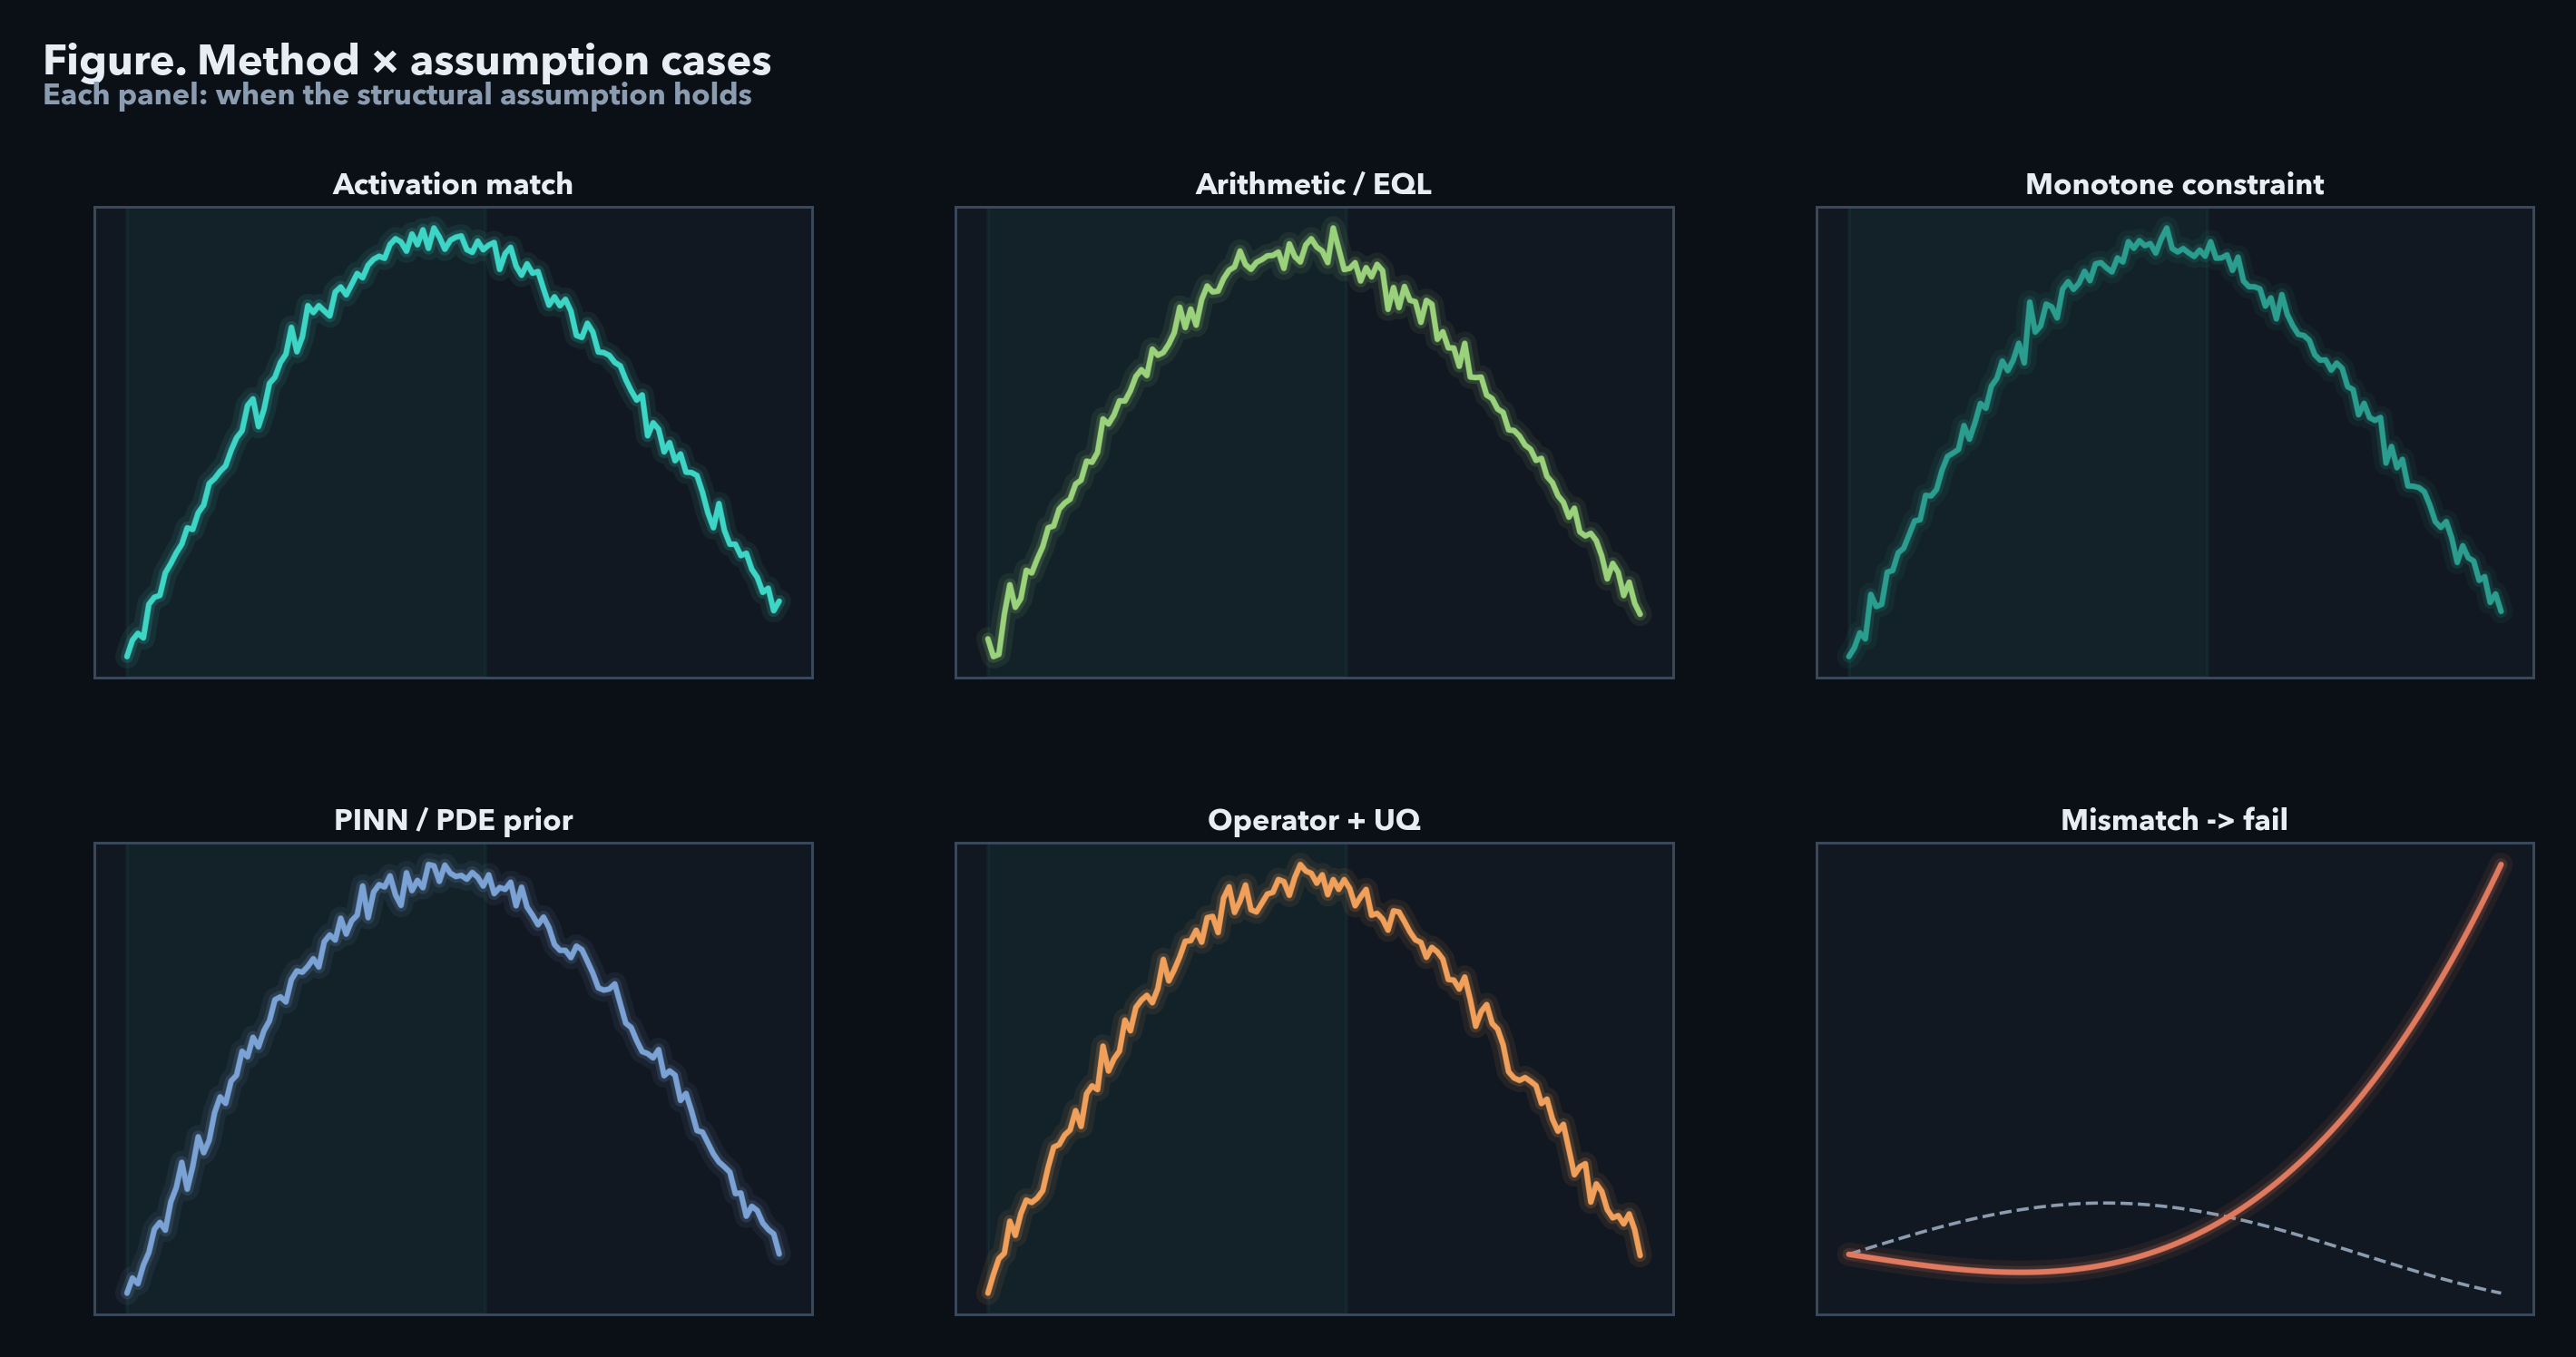 Figure. Method × assumption cases
Each panel: when the structural assumption holds
Activation match
Arithmetic / EQL
Monotone constraint
PINN / PDE prior
Operator + UQ
Mismatch -> fail